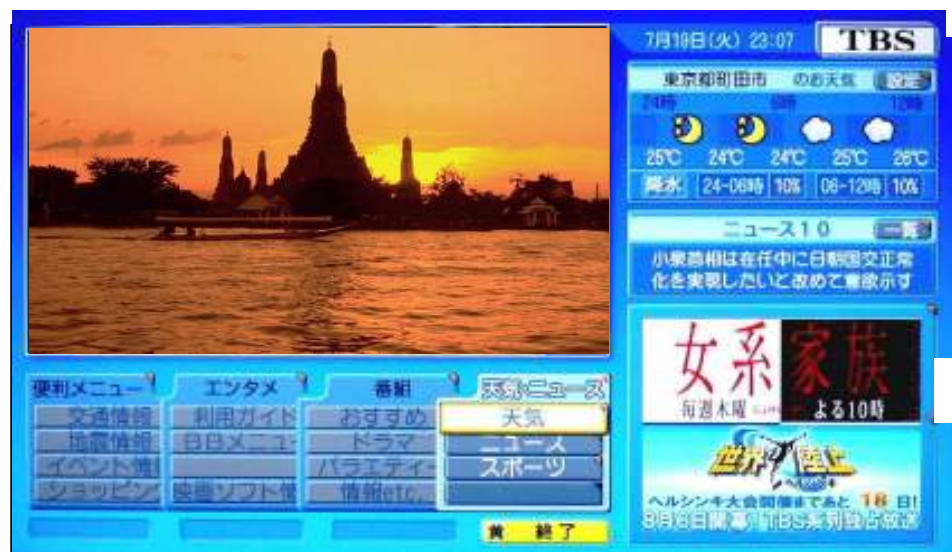 7月19日(火) 23:07 TBS
東京都町田市 のお天気 設定
24時 6時 12時
25℃ 24℃ 24℃ 25℃ 26℃
降水 24-06時 10% 06-12時 10%
ニュース10 一覧
小泉首相は在任中に日朝国交正常
化を実現したいと改めて意欲示す
女系家族
毎週木曜 よる10時
世界陸上
ヘルシンキ
ヘルシンキ大会開催まであと 18 日!
8月6日開幕! TBS系列独占放送
便利メニュー エンタメ 番組 天気・ニュース
交通情報 利用ガイド おすすめ 天気
地震情報 BBメニュー ドラマ ニュース
イベント情 バラエティー スポーツ
ショッピン 映画ソフト情 情報etc.
黄 終了